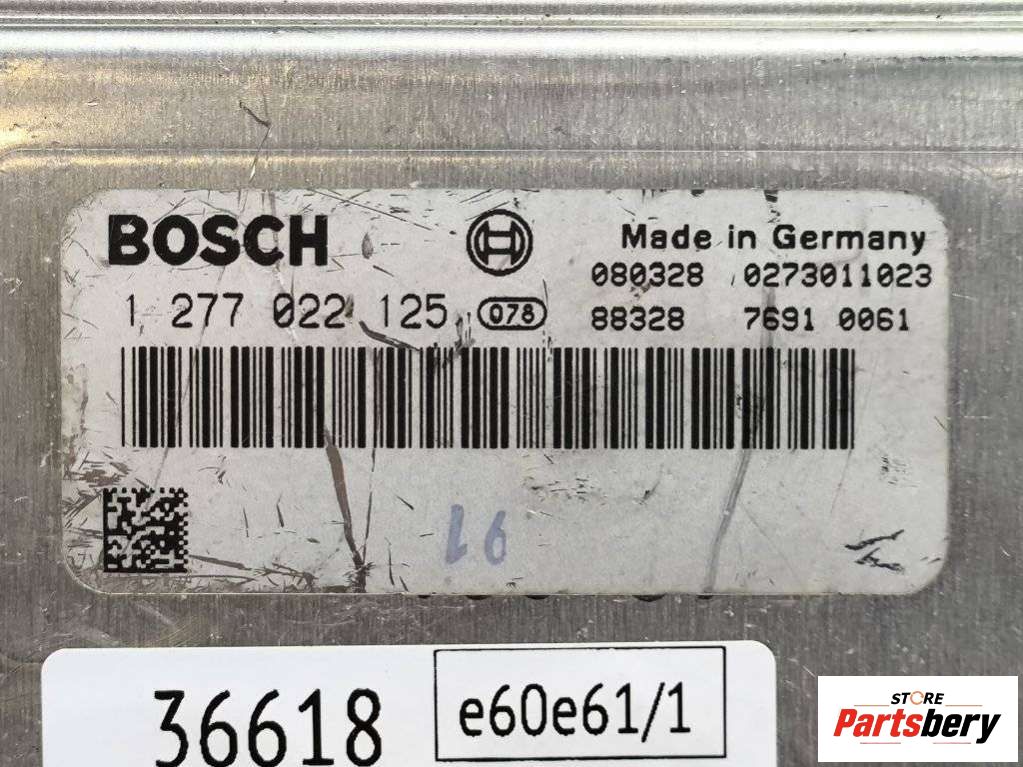 BOSCH
Made in Germany
080328 0273011023
1 277 022 125 078
88328 7691 0061
36618
e60e61/1
STORE
Partsbery